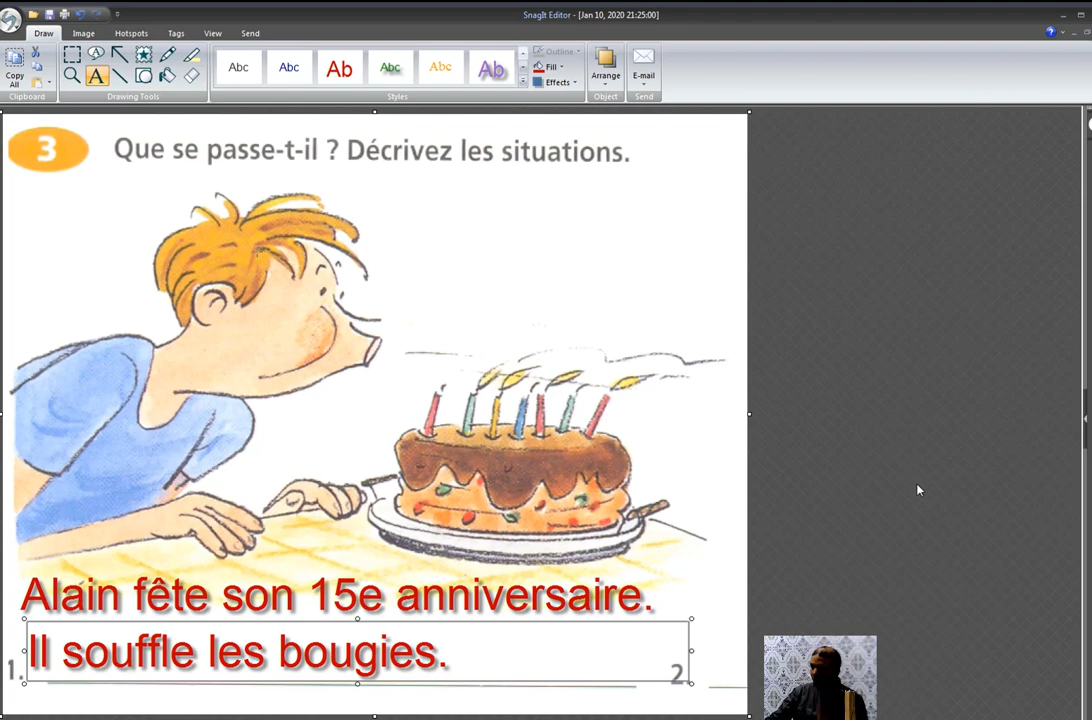 SnagIt Editor - [Jan 10, 2020 21:25:00]
Draw Image Hotspots Tags View Send
Copy All
Clipboard
Drawing Tools
Abc Abc Ab Abc Abc Ab
Styles
Outline
Fill
Effects
Arrange
Object
E-mail
Send
3 Que se passe-t-il ? Décrivez les situations.
Alain fête son 15e anniversaire.
Il souffle les bougies.
1. 2